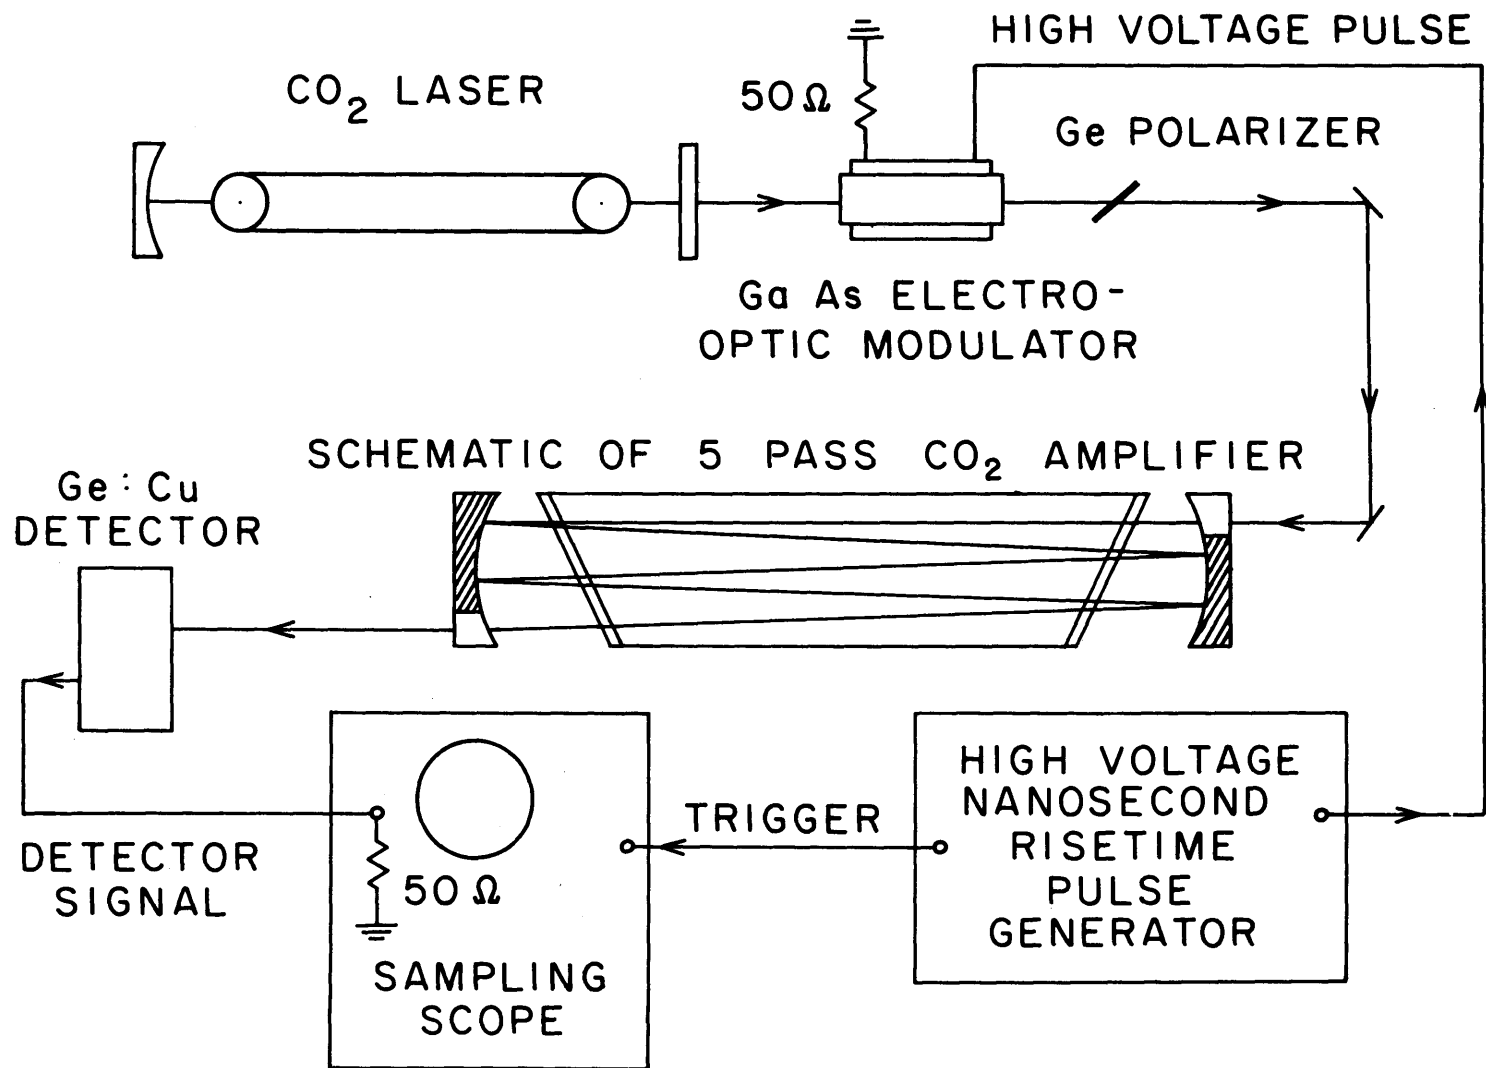 HIGH VOLTAGE PULSE
CO₂ LASER
50Ω
Ge POLARIZER
Ga As ELECTRO-
OPTIC MODULATOR
SCHEMATIC OF 5 PASS CO₂ AMPLIFIER
Ge:Cu
DETECTOR
HIGH VOLTAGE
NANOSECOND
RISETIME
PULSE
GENERATOR
TRIGGER
DETECTOR
SIGNAL
50Ω
SAMPLING
SCOPE